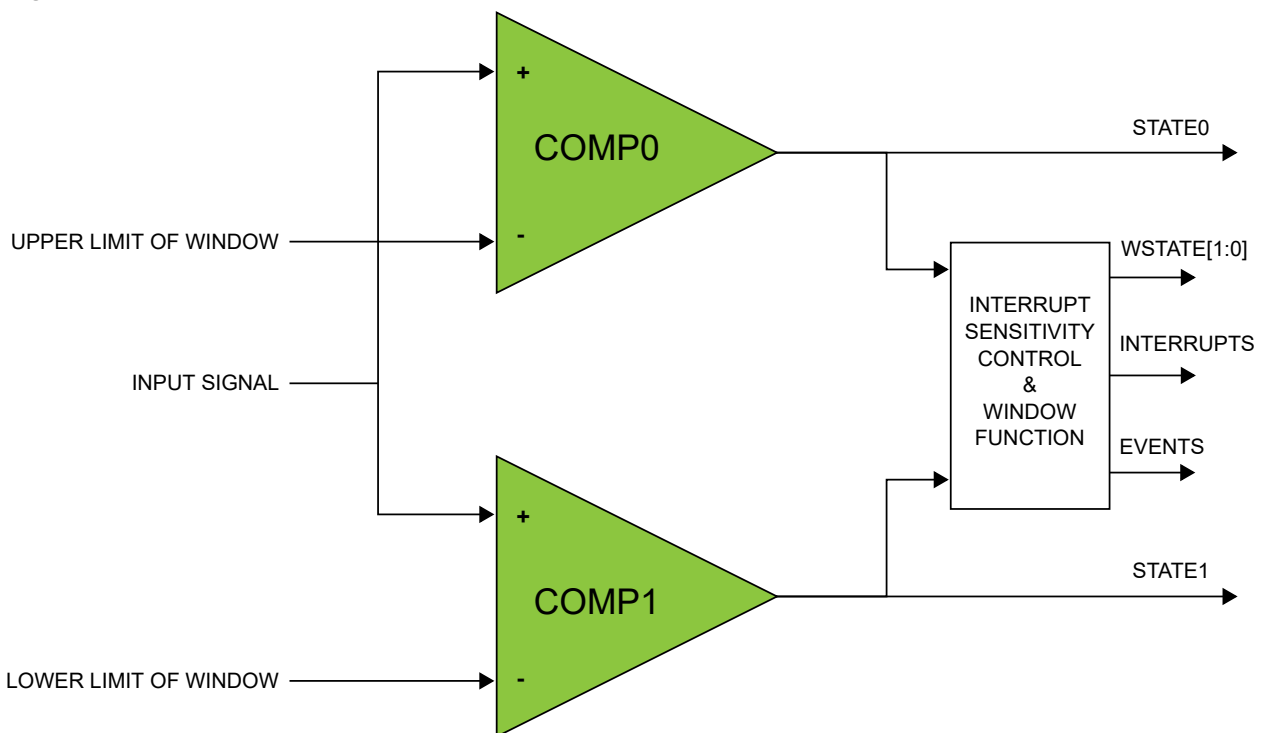 +
COMP0
-
STATE0
UPPER LIMIT OF WINDOW
INPUT SIGNAL
INTERRUPT
SENSITIVITY
CONTROL
&
WINDOW
FUNCTION
WSTATE[1:0]
INTERRUPTS
EVENTS
+
COMP1
-
STATE1
LOWER LIMIT OF WINDOW